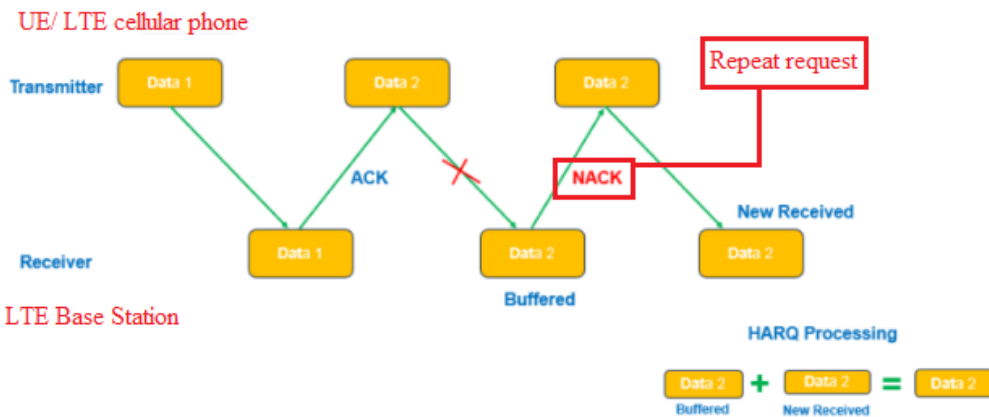 UE/ LTE cellular phone
Transmitter
Data 1
Data 2
Data 2
Repeat request
ACK
NACK
New Received
Receiver
Data 1
Data 2
Data 2
Buffered
LTE Base Station
HARQ Processing
Data 2 + Data 2 = Data 2
Buffered
New Received